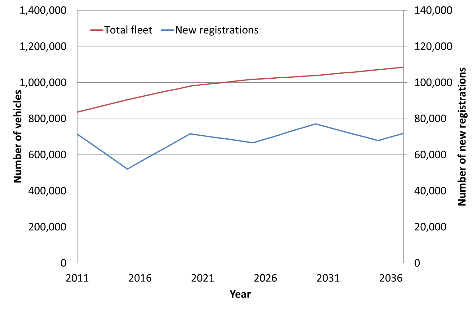 1,400,000
1,200,000
1,000,000
800,000
600,000
400,000
200,000
0
Number of vehicles
Total fleet
New registrations
140,000
120,000
100,000
80,000
60,000
40,000
20,000
0
Number of new registrations
2011 2016 2021 2026 2031 2036
Year